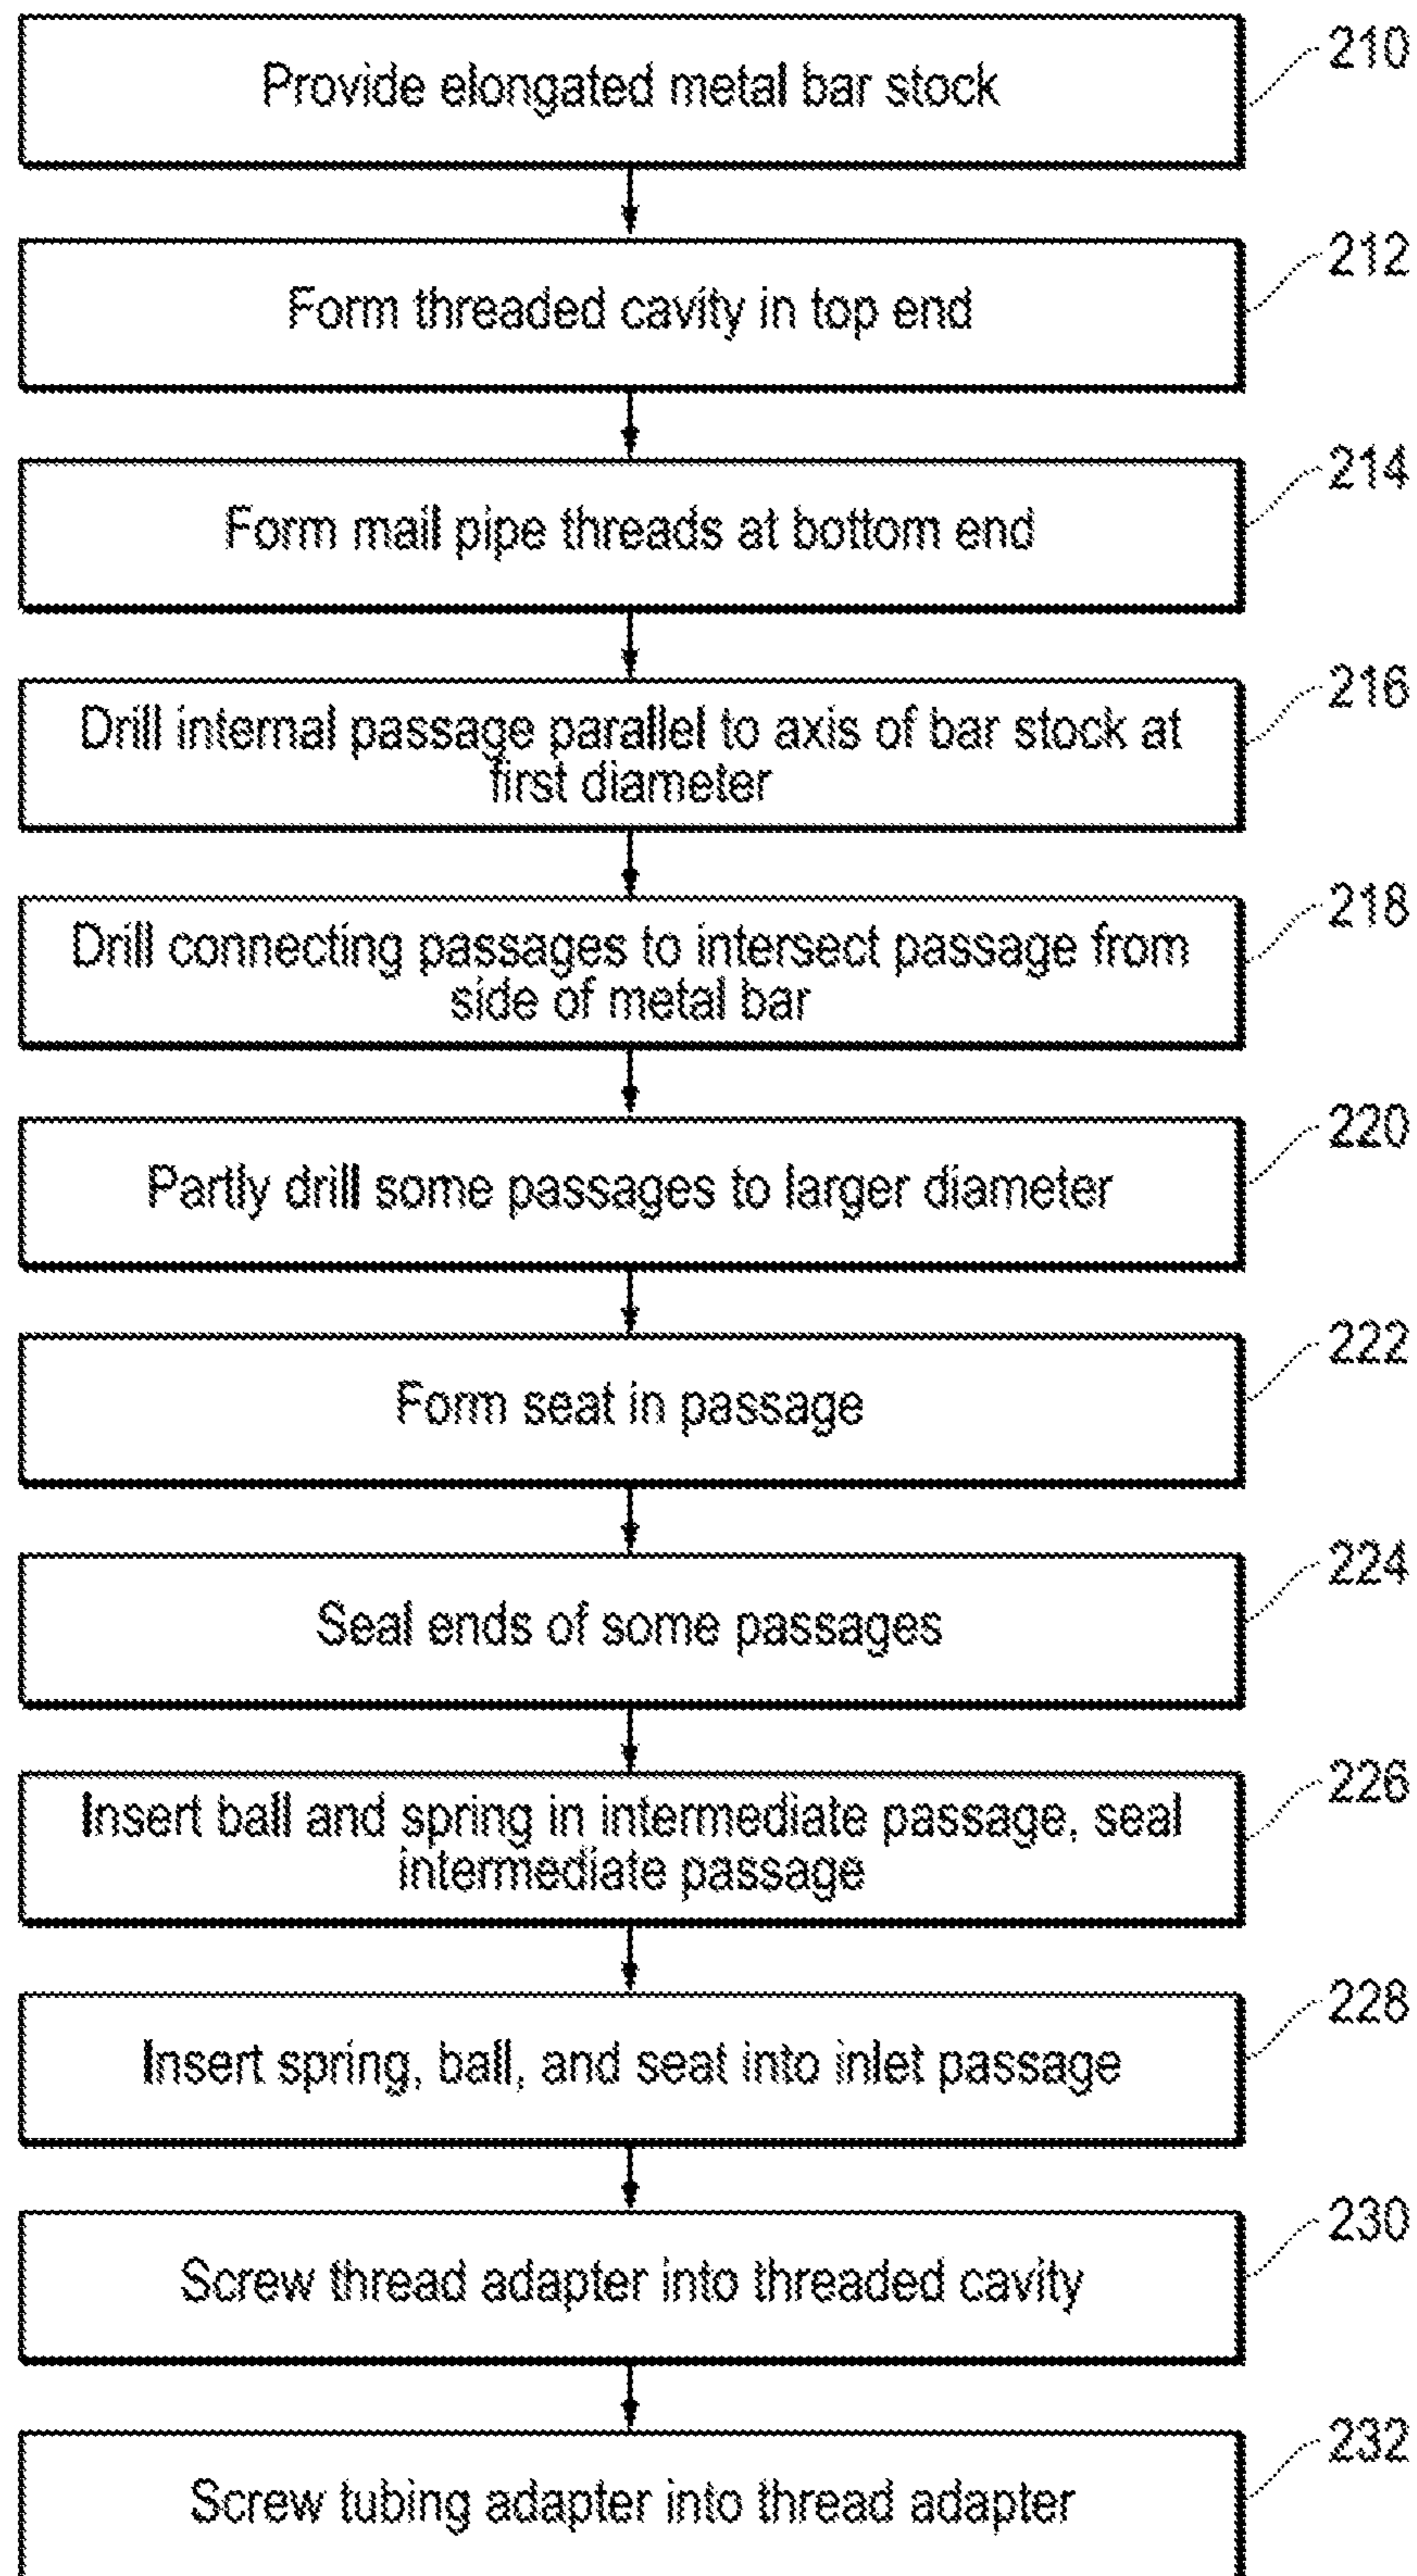 Provide elongated metal bar stock
210
Form threaded cavity in top end
212
Form mail pipe threads at bottom end
214
Drill internal passage parallel to axis of bar stock at
first diameter
216
Drill connecting passages to intersect passage from
side of metal bar
218
Partly drill some passages to larger diameter
220
Form seat in passage
222
Seal ends of some passages
224
Insert ball and spring in intermediate passage, seal
intermediate passage
226
Insert spring, ball, and seat into inlet passage
228
Screw thread adapter into threaded cavity
230
Screw tubing adapter into thread adapter
232